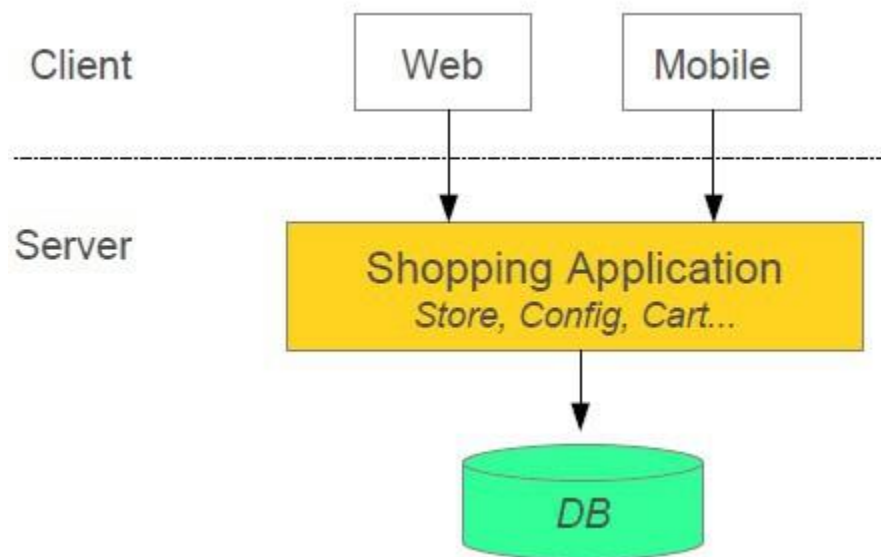 Client
Web
Mobile
Server
Shopping Application
Store, Config, Cart...
DB